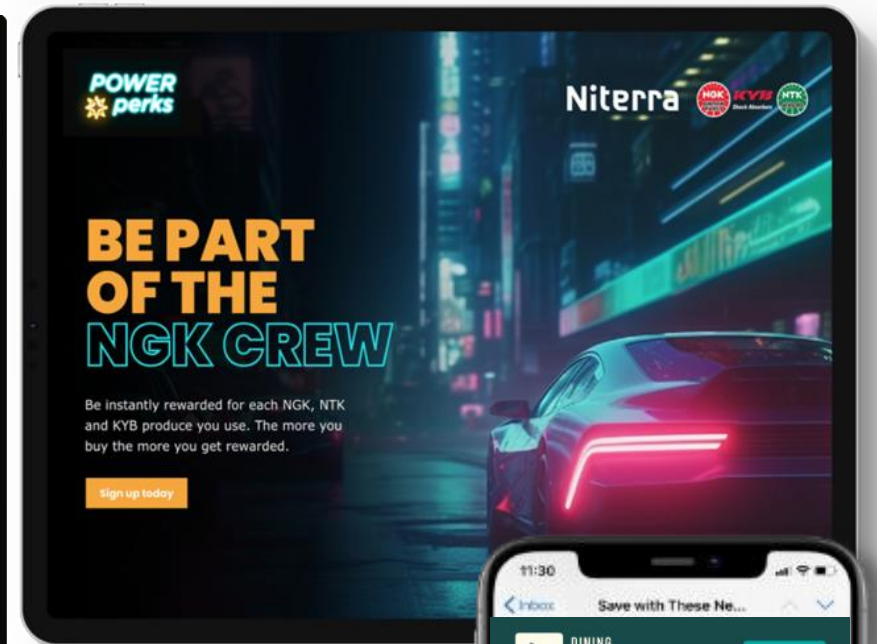 POWER
perks
Niterra
NGK
KYB
Shock Absorbers
NTK
BE PART
OF THE
NGK CREW
Be instantly rewarded for each NGK, NTK
and KYB produce you use. The more you
buy the more you get rewarded.
Sign up today
11:30
Inbox
Save with These Ne...
DINING